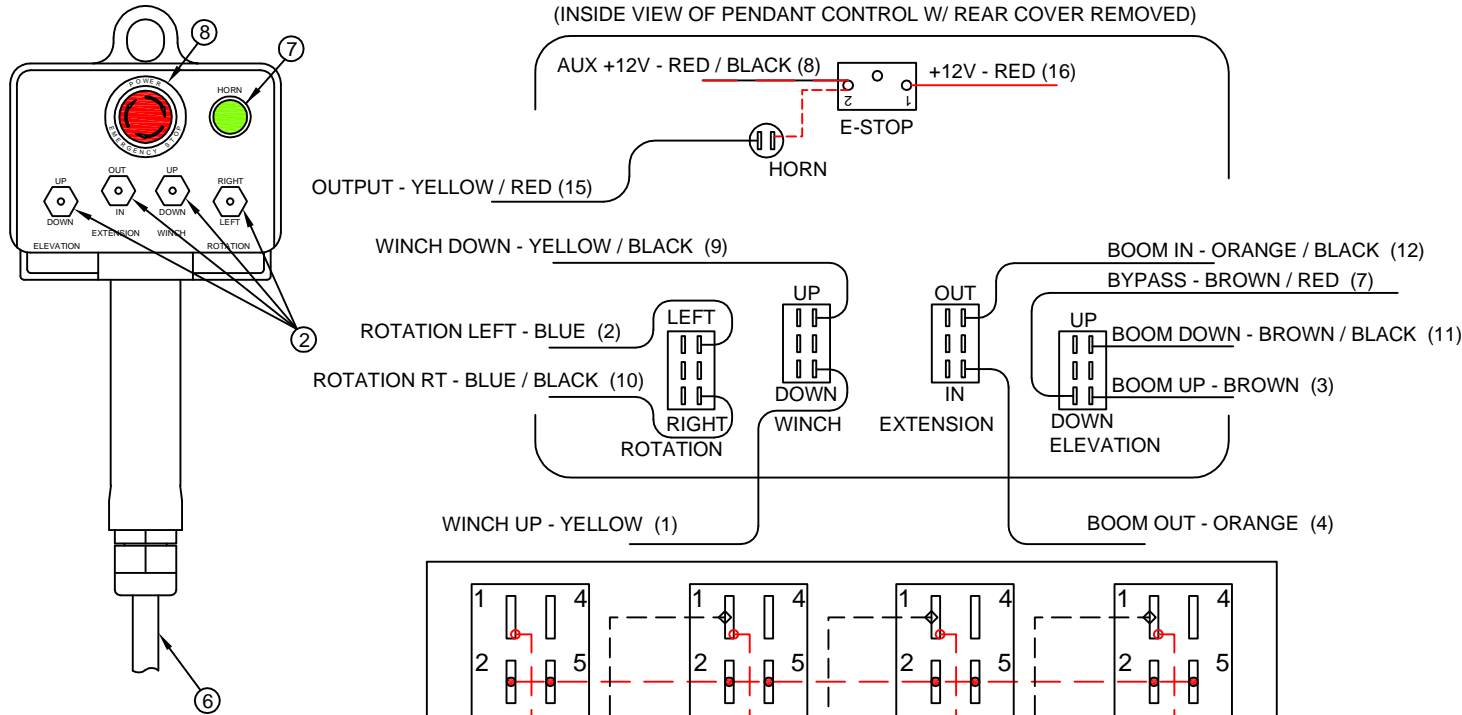 (INSIDE VIEW OF PENDANT CONTROL W/ REAR COVER REMOVED)
8
7
POWER
EMERGENCY STOP
HORN
UP
DOWN
ELEVATION
OUT
IN
EXTENSION
UP
DOWN
WINCH
RIGHT
LEFT
ROTATION
2
6
AUX +12V - RED / BLACK (8)
+12V - RED (16)
2
1
E-STOP
HORN
OUTPUT - YELLOW / RED (15)
WINCH DOWN - YELLOW / BLACK (9)
BOOM IN - ORANGE / BLACK (12)
BYPASS - BROWN / RED (7)
UP
OUT
LEFT
UP
ROTATION LEFT - BLUE (2)
BOOM DOWN - BROWN / BLACK (11)
ROTATION RT - BLUE / BLACK (10)
BOOM UP - BROWN (3)
DOWN
IN
RIGHT
WINCH
EXTENSION
DOWN
ROTATION
ELEVATION
WINCH UP - YELLOW (1)
BOOM OUT - ORANGE (4)
1 4 1 4 1 4 1 4
2 5 2 5 2 5 2 5